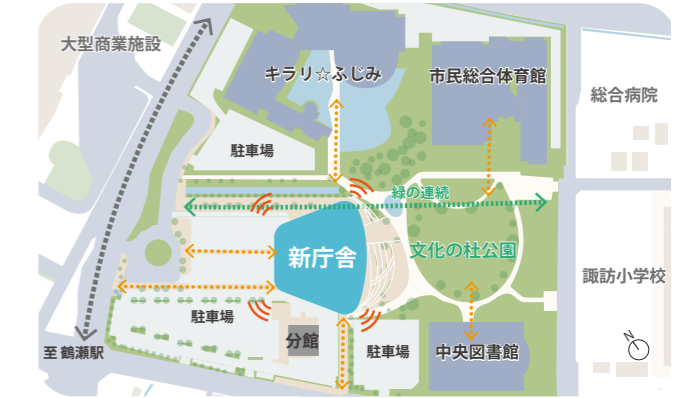 大型商業施設
キラリ☆ふじみ
市民総合体育館
総合病院
駐車場
緑の連続
新庁舎
文化の杜公園
諏訪小学校
駐車場
分館
駐車場
中央図書館
至 鶴瀬駅
N